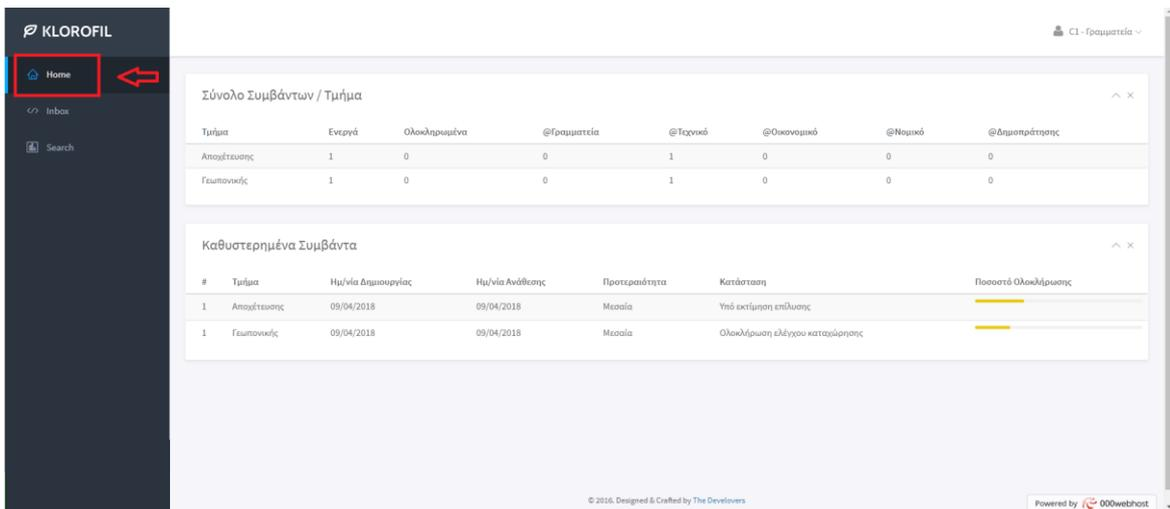 KLOROFIL
C1 - Γραμματεία
Home
Inbox
Search
Σύνολο Συμβάντων / Τμήμα
Τμήμα Ενεργά Ολοκληρωμένα @Γραμματεία @Τεχνικό @Οικονομικό @Νομικό @Δημοπράτησης
Αποχέτευσης 1 0 0 1 0 0 0
Γεωπονικής 1 0 0 1 0 0 0
Καθυστερημένα Συμβάντα
# Τμήμα Ημ/νία Δημιουργίας Ημ/νία Ανάθεσης Προτεραιότητα Κατάσταση Ποσοστό Ολοκλήρωσης
1 Αποχέτευσης 09/04/2018 09/04/2018 Μεσαία Υπό εκτίμηση επίλυσης
1 Γεωπονικής 09/04/2018 09/04/2018 Μεσαία Ολοκλήρωση ελέγχου καταχώρησης
© 2016. Designed & Crafted by The Develovers
Powered by 000webhost